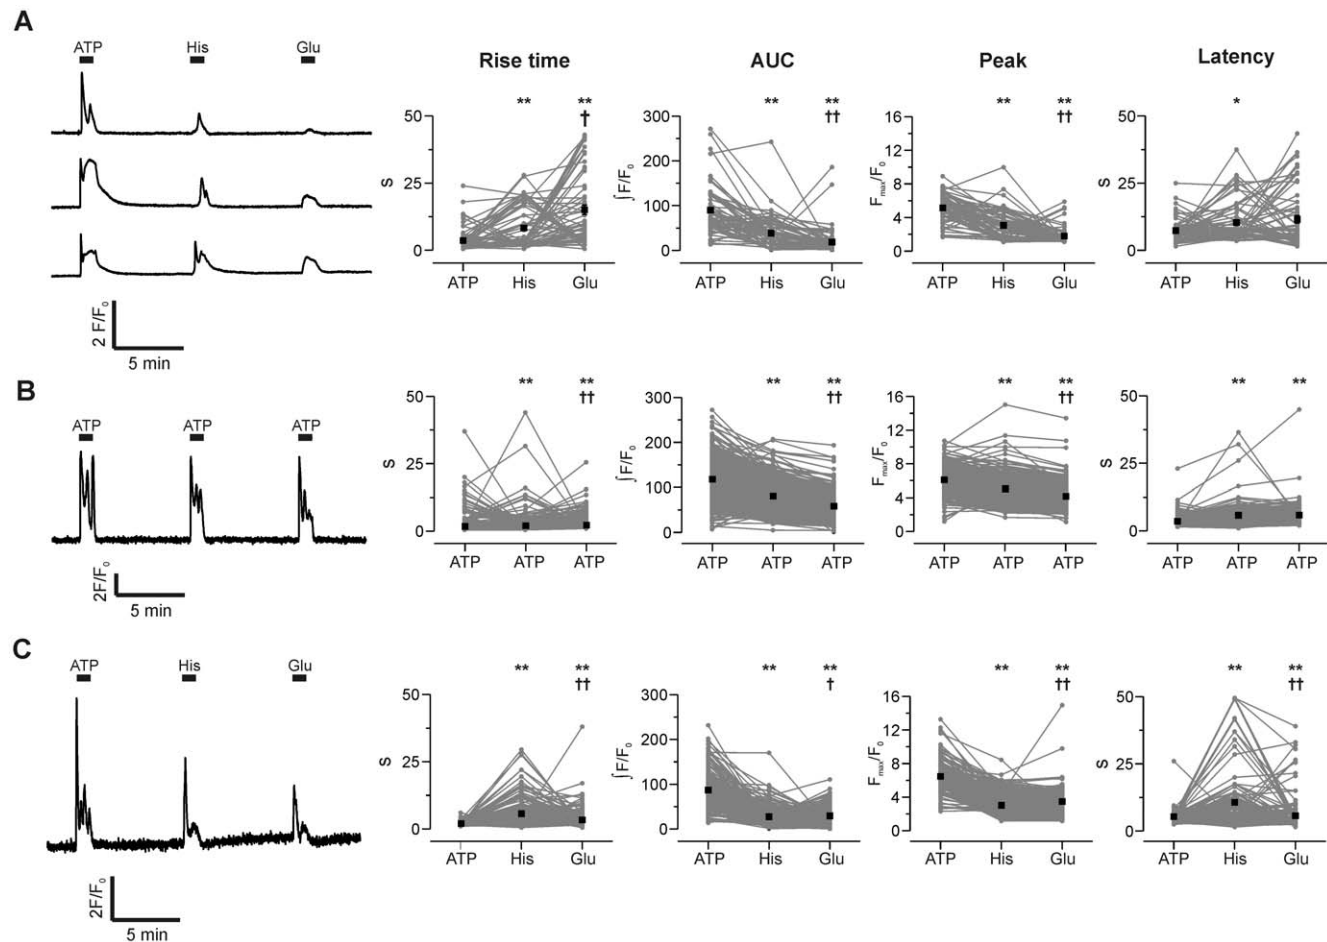 A
ATP His Glu
2 F/F0
5 min
Rise time
** **
†
50
25
0
S
ATP His Glu
AUC
** **
††
300
200
100
0
∫F/F0
ATP His Glu
Peak
** **
††
16
12
8
4
0
Fmax/F0
ATP His Glu
Latency
*
50
25
0
S
ATP His Glu
B
ATP ATP ATP
2F/F0
5 min
** **
††
50
25
0
S
ATP ATP ATP
** **
††
300
200
100
0
∫F/F0
ATP ATP ATP
** **
††
16
12
8
4
0
Fmax/F0
ATP ATP ATP
** **
50
25
0
S
ATP ATP ATP
C
ATP His Glu
2F/F0
5 min
** **
††
50
25
0
S
ATP His Glu
** **
†
300
200
100
0
∫F/F0
ATP His Glu
** **
††
16
12
8
4
0
Fmax/F0
ATP His Glu
** **
††
50
25
0
S
ATP His Glu